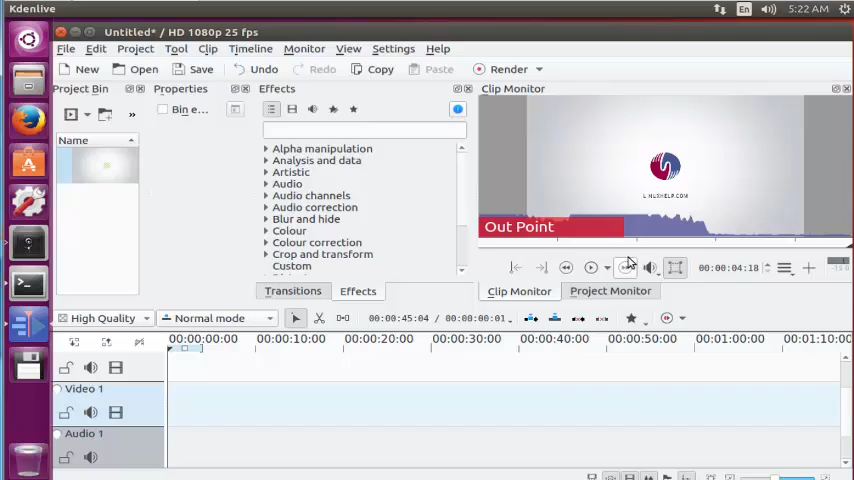 Kdenlive
En
5:22 AM
Untitled* / HD 1080p 25 fps
File Edit Project Tool Clip Timeline Monitor View Settings Help
New Open Save Undo Redo Copy Paste Render
Project Bin
Properties
Effects
Clip Monitor
Bin e...
»
Name
Alpha manipulation
Analysis and data
Artistic
Audio
Audio channels
Audio correction
Blur and hide
Colour
Colour correction
Crop and transform
Custom
LINUXHELP.COM
Out Point
00:00:04:18
Transitions
Effects
Clip Monitor
Project Monitor
High Quality
Normal mode
00:00:45:04 / 00:00:00:01
00:00:00:00 00:00:10:00 00:00:20:00 00:00:30:00 00:00:40:00 00:00:50:00 00:01:00:00 00:01:10:00
Video 1
Audio 1